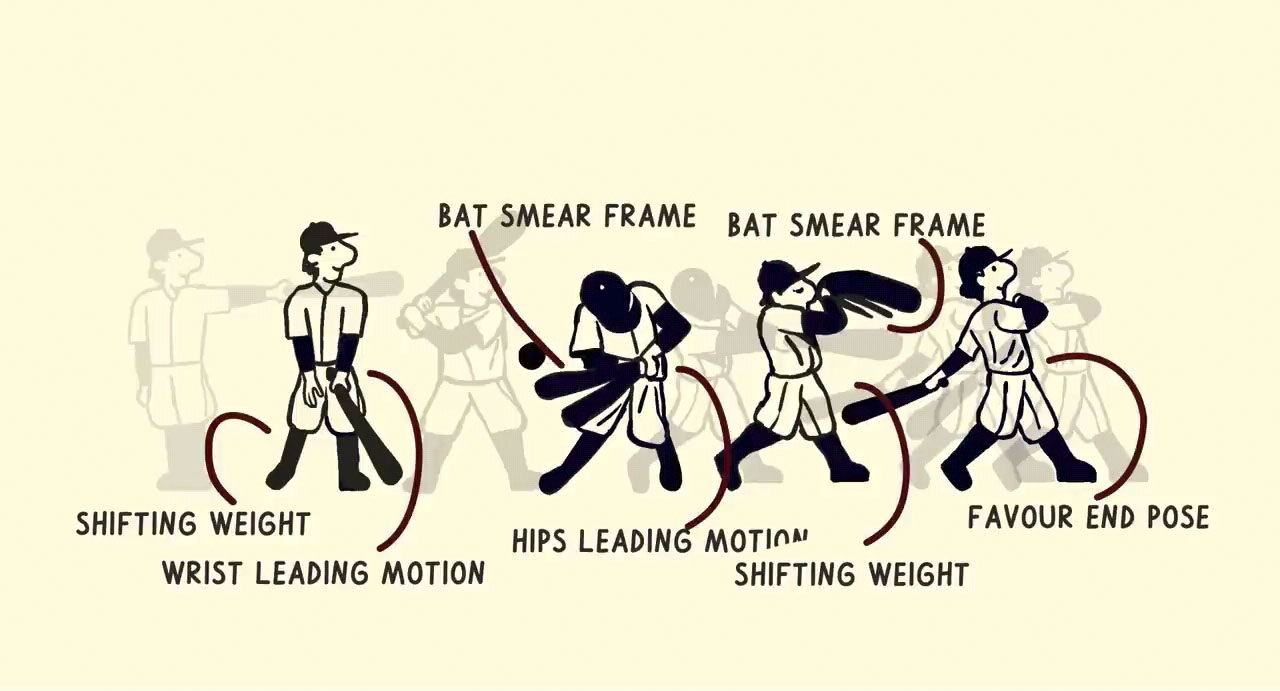 BAT SMEAR FRAME
BAT SMEAR FRAME
SHIFTING WEIGHT
WRIST LEADING MOTION
HIPS LEADING MOTION
SHIFTING WEIGHT
FAVOUR END POSE